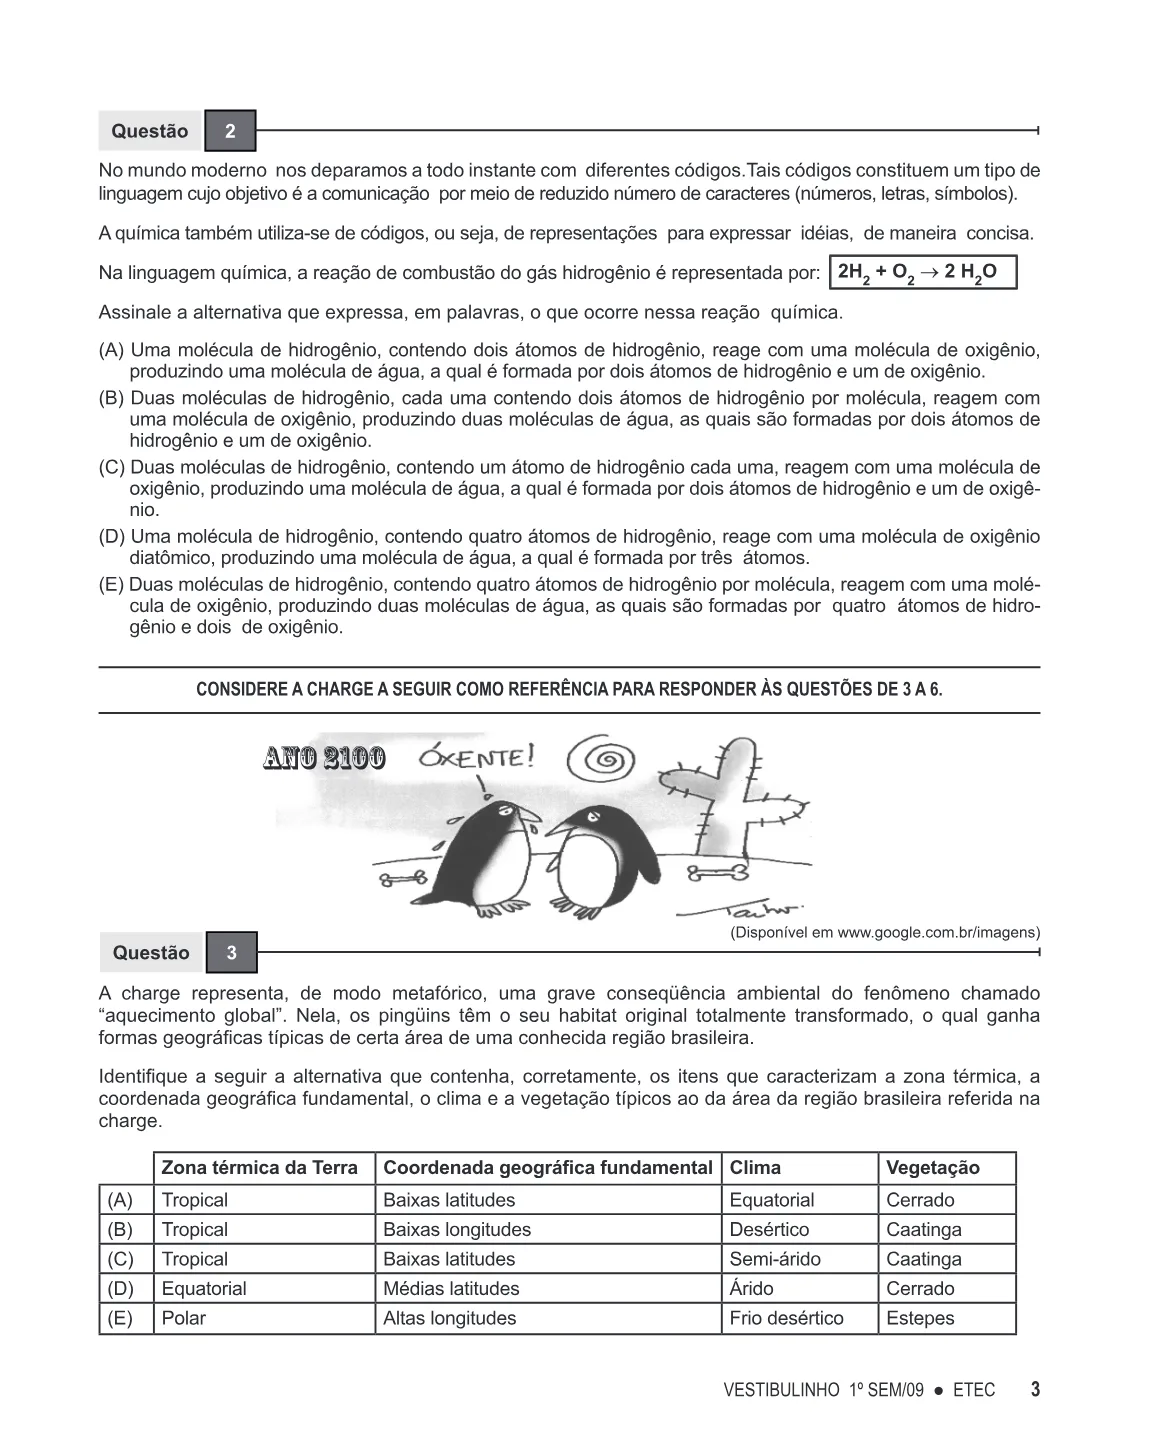 Questão 2
No mundo moderno nos deparamos a todo instante com diferentes códigos.Tais códigos constituem um tipo de
linguagem cujo objetivo é a comunicação por meio de reduzido número de caracteres (números, letras, símbolos).
A química também utiliza-se de códigos, ou seja, de representações para expressar idéias, de maneira concisa.
Na linguagem química, a reação de combustão do gás hidrogênio é representada por: 2H₂ + O₂ → 2 H₂O
Assinale a alternativa que expressa, em palavras, o que ocorre nessa reação química.
(A) Uma molécula de hidrogênio, contendo dois átomos de hidrogênio, reage com uma molécula de oxigênio,
produzindo uma molécula de água, a qual é formada por dois átomos de hidrogênio e um de oxigênio.
(B) Duas moléculas de hidrogênio, cada uma contendo dois átomos de hidrogênio por molécula, reagem com
uma molécula de oxigênio, produzindo duas moléculas de água, as quais são formadas por dois átomos de
hidrogênio e um de oxigênio.
(C) Duas moléculas de hidrogênio, contendo um átomo de hidrogênio cada uma, reagem com uma molécula de
oxigênio, produzindo uma molécula de água, a qual é formada por dois átomos de hidrogênio e um de oxigê-
nio.
(D) Uma molécula de hidrogênio, contendo quatro átomos de hidrogênio, reage com uma molécula de oxigênio
diatômico, produzindo uma molécula de água, a qual é formada por três átomos.
(E) Duas moléculas de hidrogênio, contendo quatro átomos de hidrogênio por molécula, reagem com uma molé-
cula de oxigênio, produzindo duas moléculas de água, as quais são formadas por quatro átomos de hidro-
gênio e dois de oxigênio.
CONSIDERE A CHARGE A SEGUIR COMO REFERÊNCIA PARA RESPONDER ÀS QUESTÕES DE 3 A 6.
ANO 2100 ÓXENTE!
Tacho.
(Disponível em www.google.com.br/imagens)
Questão 3
A charge representa, de modo metafórico, uma grave conseqüência ambiental do fenômeno chamado
“aquecimento global”. Nela, os pingüins têm o seu habitat original totalmente transformado, o qual ganha
formas geográficas típicas de certa área de uma conhecida região brasileira.
Identifique a seguir a alternativa que contenha, corretamente, os itens que caracterizam a zona térmica, a
coordenada geográfica fundamental, o clima e a vegetação típicos ao da área da região brasileira referida na
charge.
Zona térmica da Terra Coordenada geográfica fundamental Clima Vegetação
(A) Tropical Baixas latitudes Equatorial Cerrado
(B) Tropical Baixas longitudes Desértico Caatinga
(C) Tropical Baixas latitudes Semi-árido Caatinga
(D) Equatorial Médias latitudes Árido Cerrado
(E) Polar Altas longitudes Frio desértico Estepes
VESTIBULINHO 1º SEM/09 ● ETEC 3